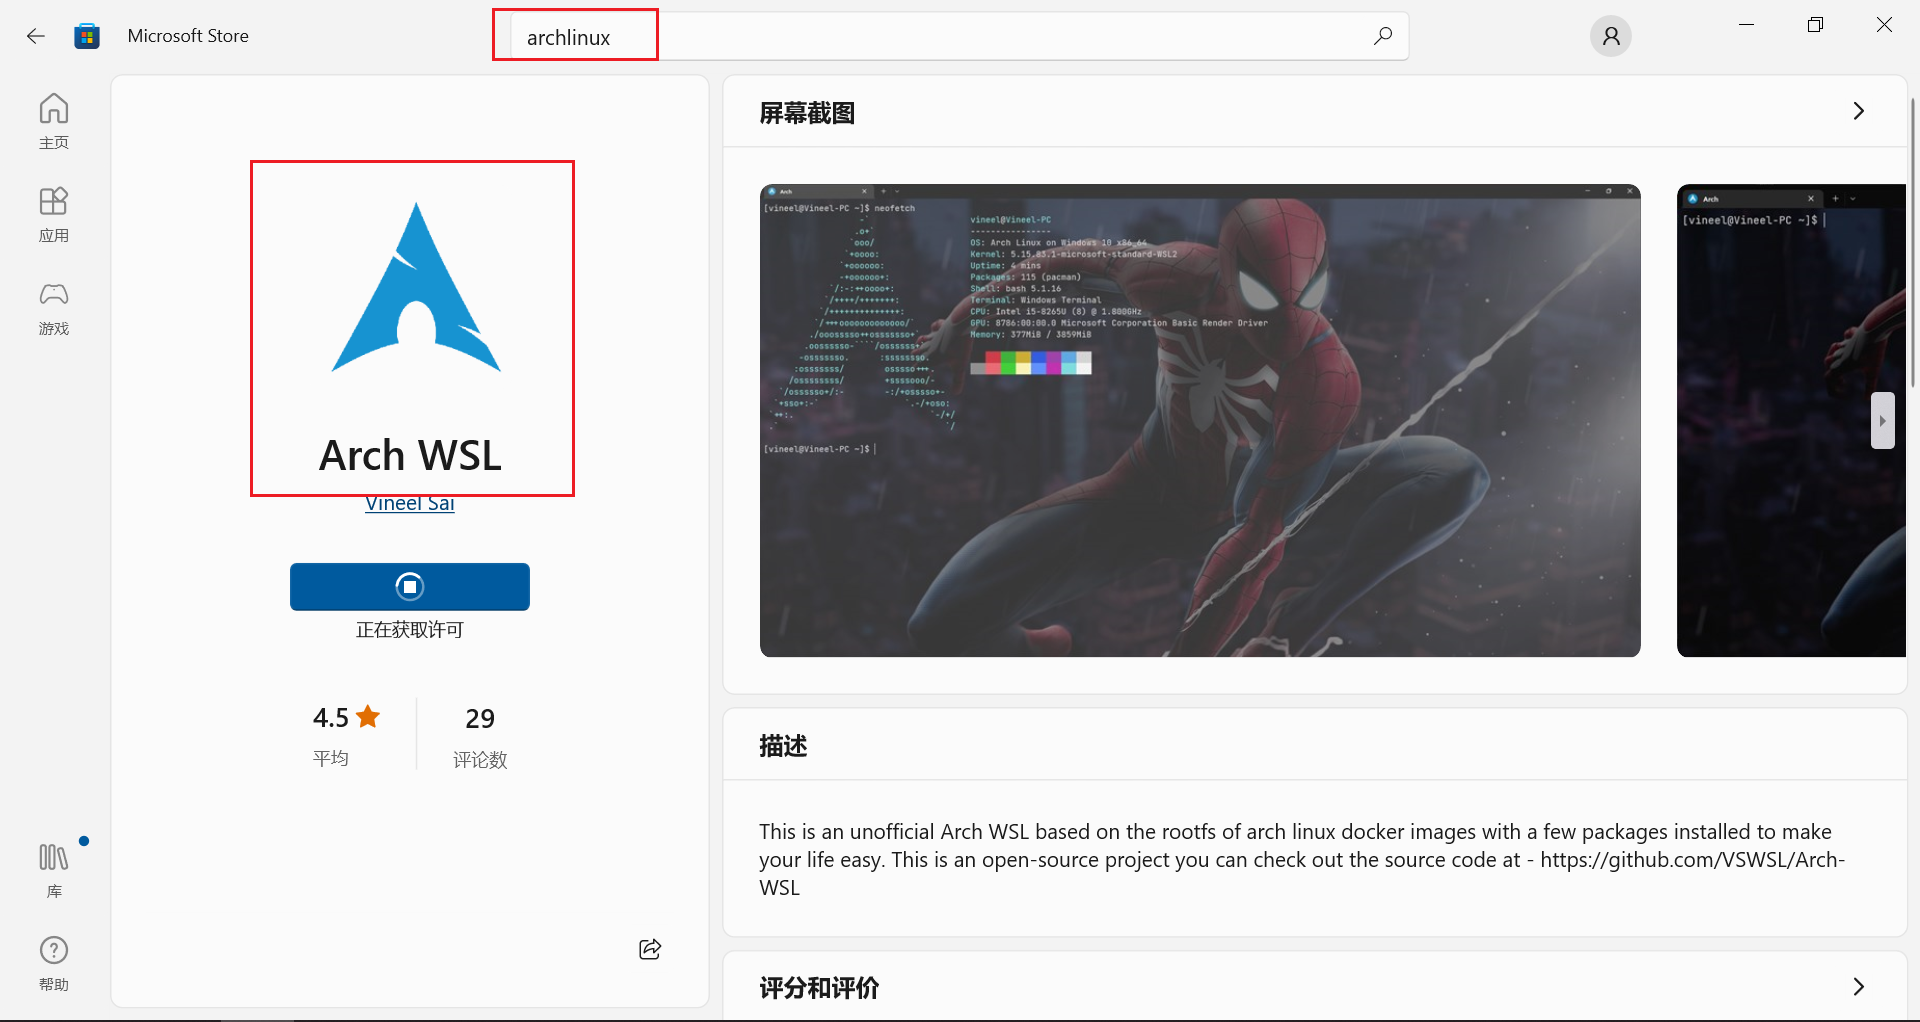 Microsoft Store
archlinux
主页
应用
游戏
库
帮助
Arch WSL
Vineel Sai
正在获取许可
4.5
平均
29
评论数
屏幕截图
Arch
[vineel@Vineel-PC ~]$ neofetch
vineel@Vineel-PC
----------------
OS: Arch Linux on Windows 10 x86_64
Kernel: 5.15.83.1-microsoft-standard-WSL2
Uptime: 4 mins
Packages: 115 (pacman)
Shell: bash 5.1.16
Terminal: Windows Terminal
CPU: Intel i5-8265U (8) @ 1.800GHz
GPU: 8786:00:00.0 Microsoft Corporation Basic Render Driver
Memory: 377MiB / 3859MiB
[vineel@Vineel-PC ~]$
Arch
[vineel@Vineel-PC ~]$
描述
This is an unofficial Arch WSL based on the rootfs of arch linux docker images with a few packages installed to make
your life easy. This is an open-source project you can check out the source code at - https://github.com/VSWSL/Arch-
WSL
评分和评价